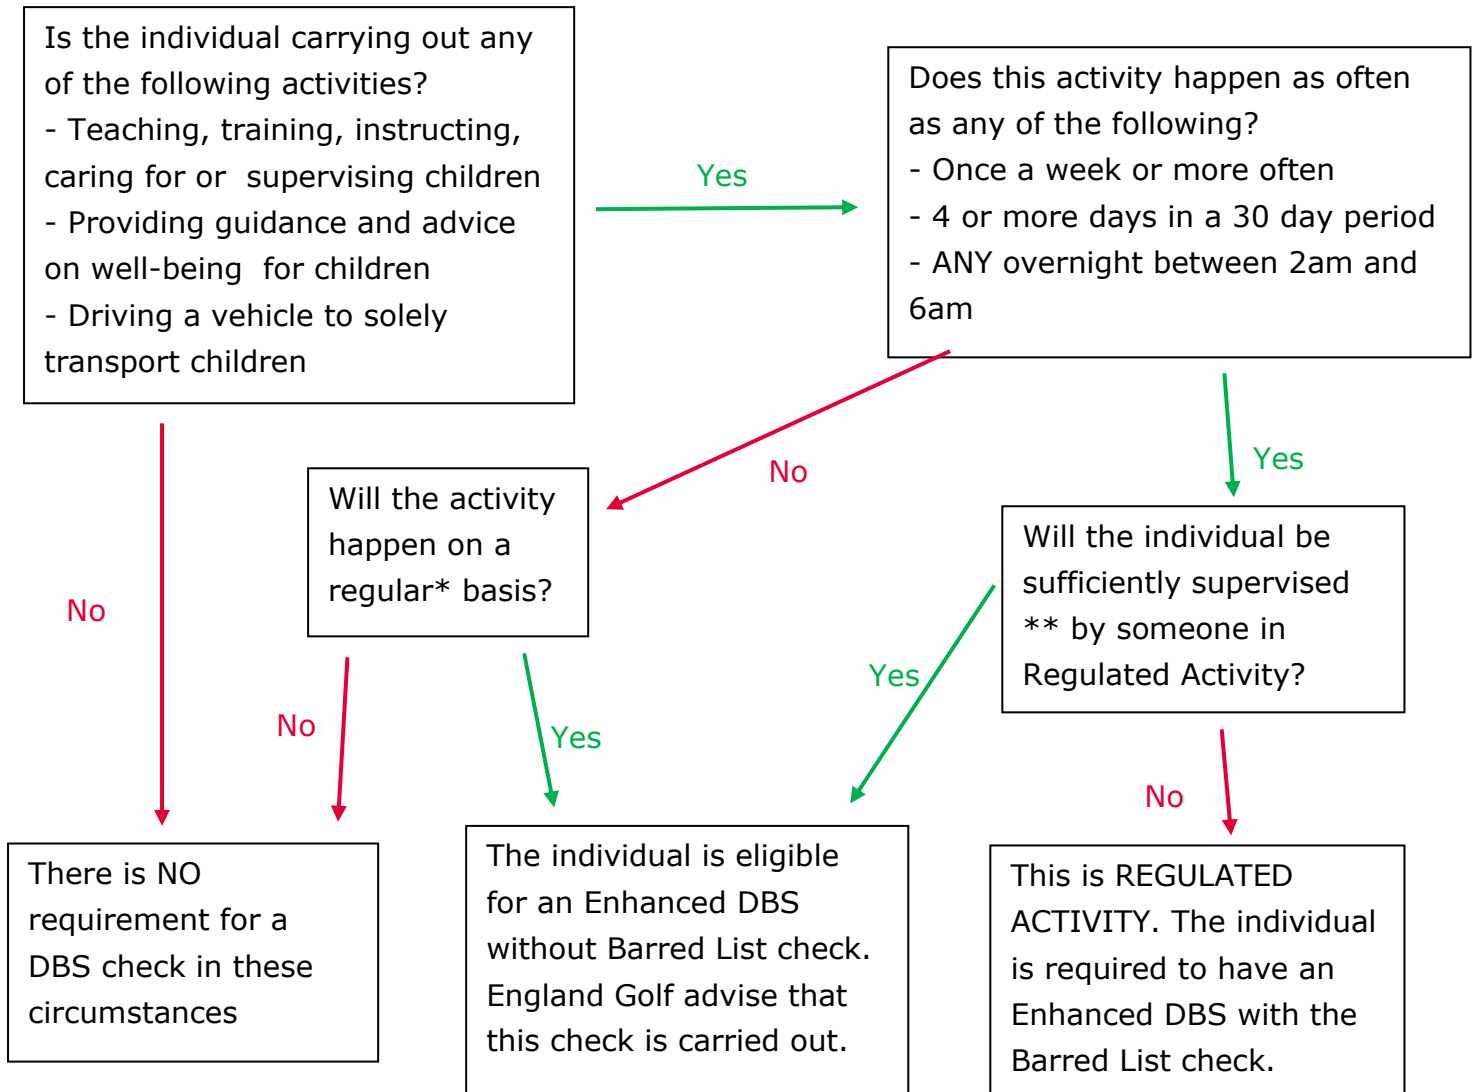 Is the individual carrying out any
of the following activities?
- Teaching, training, instructing,
caring for or  supervising children
- Providing guidance and advice
on well-being  for children
- Driving a vehicle to solely
transport children
Yes
Does this activity happen as often
as any of the following?
- Once a week or more often
- 4 or more days in a 30 day period
- ANY overnight between 2am and
6am
No
No
Yes
Will the activity
happen on a
regular* basis?
Will the individual be
sufficiently supervised
** by someone in
Regulated Activity?
No
Yes
Yes
No
There is NO
requirement for a
DBS check in these
circumstances
The individual is eligible
for an Enhanced DBS
without Barred List check.
England Golf advise that
this check is carried out.
This is REGULATED
ACTIVITY. The individual
is required to have an
Enhanced DBS with the
Barred List check.